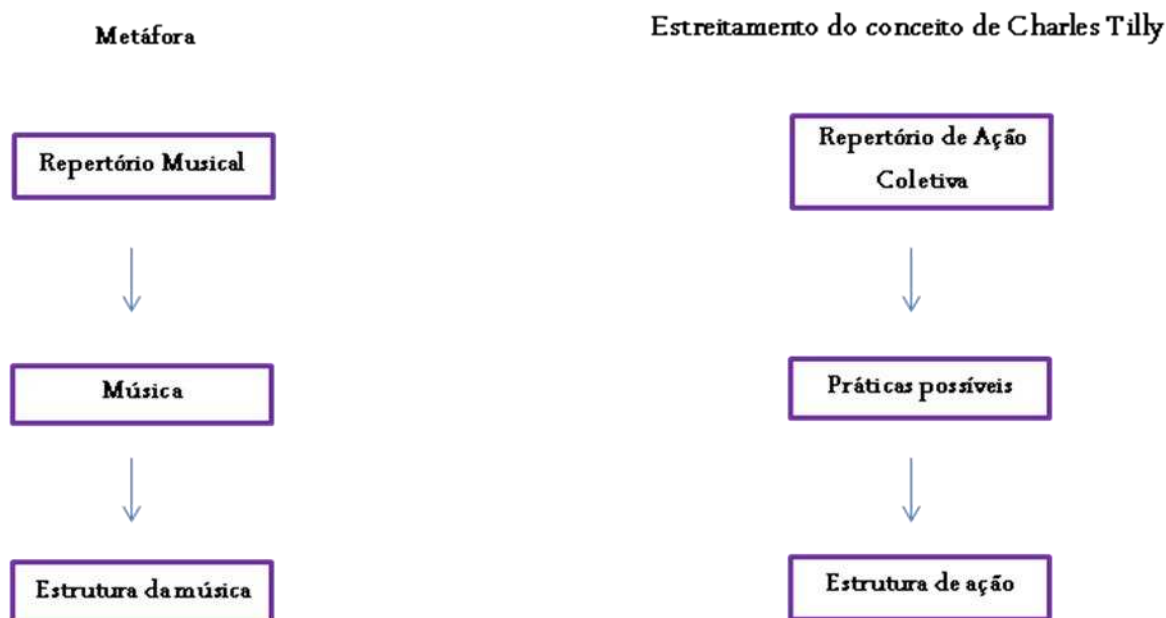 Metáfora
Estreitamento do conceito de Charles Tilly
Repertório Musical
Repertório de Ação
Coletiva
Música
Práticas possíveis
Estrutura da música
Estrutura de ação